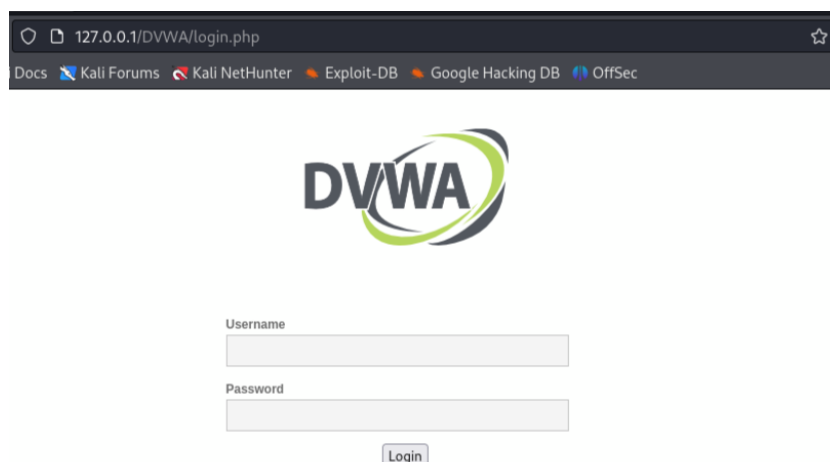 127.0.0.1/DVWA/login.php
Docs Kali Forums Kali NetHunter Exploit-DB Google Hacking DB OffSec
DVWA
Username
Password
Login